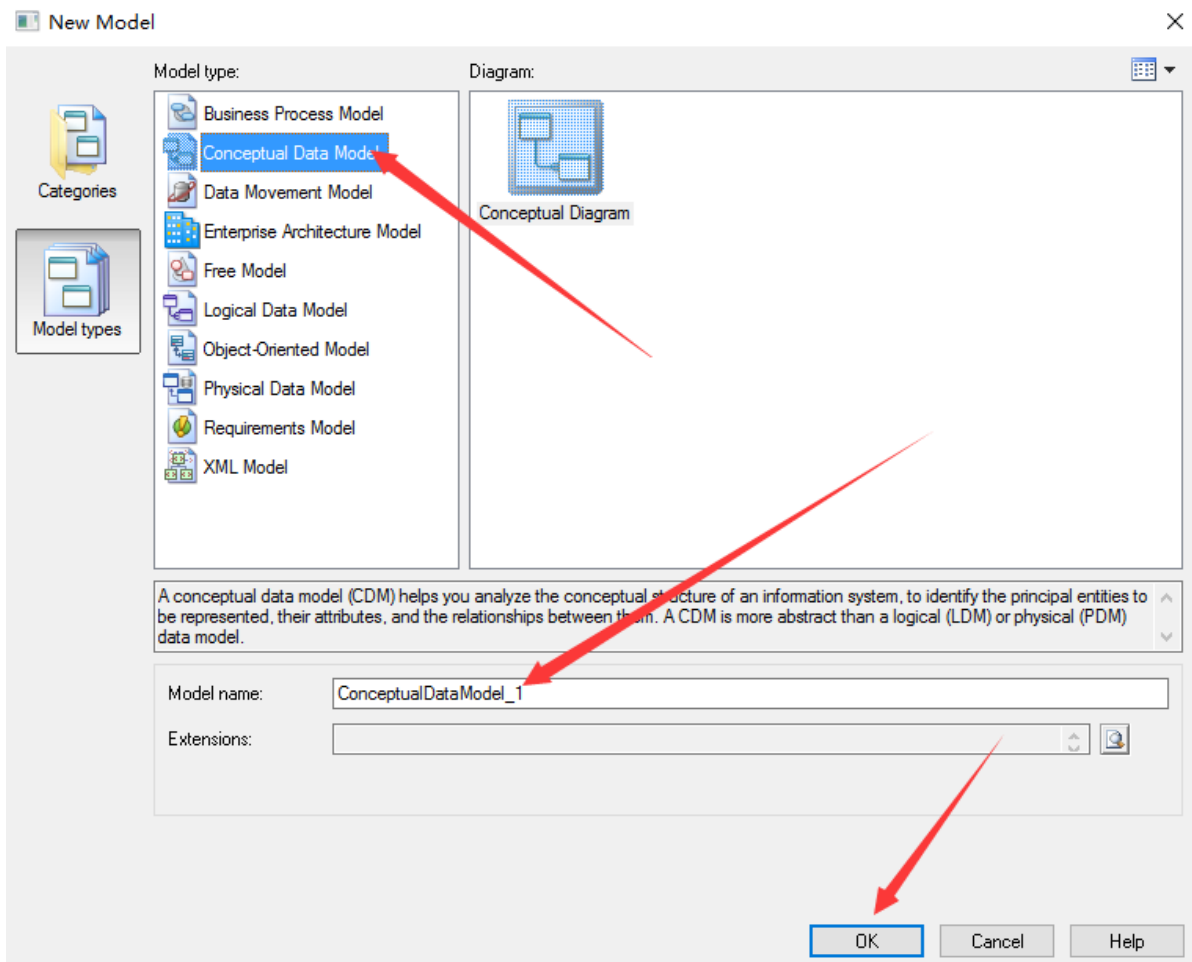 New Model
Model type:
Diagram:
Categories
Model types
Business Process Model
Conceptual Data Model
Data Movement Model
Enterprise Architecture Model
Free Model
Logical Data Model
Object-Oriented Model
Physical Data Model
Requirements Model
XML Model
Conceptual Diagram
A conceptual data model (CDM) helps you analyze the conceptual structure of an information system, to identify the principal entities to
be represented, their attributes, and the relationships between them. A CDM is more abstract than a logical (LDM) or physical (PDM)
data model.
Model name:
ConceptualDataModel_1
Extensions:
OK
Cancel
Help